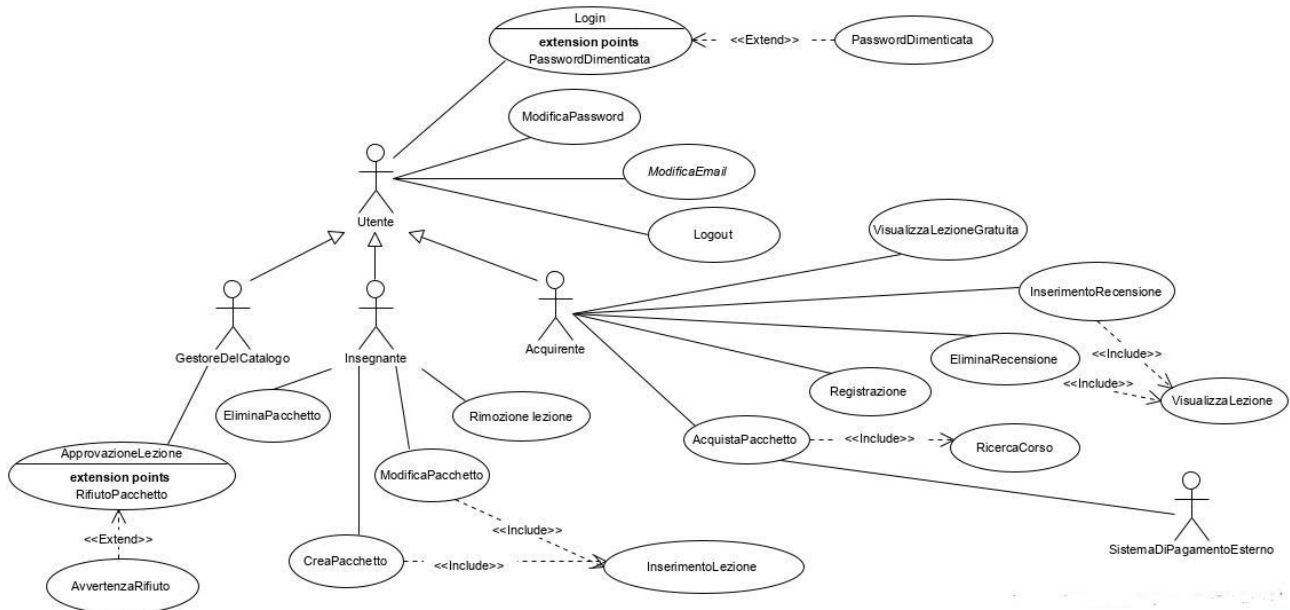 Login
extension points
PasswordDimenticata
<<Extend>>
PasswordDimenticata
ModificaPassword
ModificaEmail
Utente
Logout
VisualizzaLezioneGratuita
InserimentoRecensione
GestoreDelCatalogo
Insegnante
Acquirente
<<Include>>
EliminaRecensione
<<Include>>
Registrazione
VisualizzaLezione
EliminaPacchetto
Rimozione lezione
AcquistaPacchetto
<<Include>>
RicercaCorso
ApprovazioneLezione
extension points
RifiutoPacchetto
ModificaPacchetto
<<Extend>>
<<Include>>
SistemaDiPagamentoEsterno
CreaPacchetto
<<Include>>
InserimentoLezione
AvvertenzaRifiuto